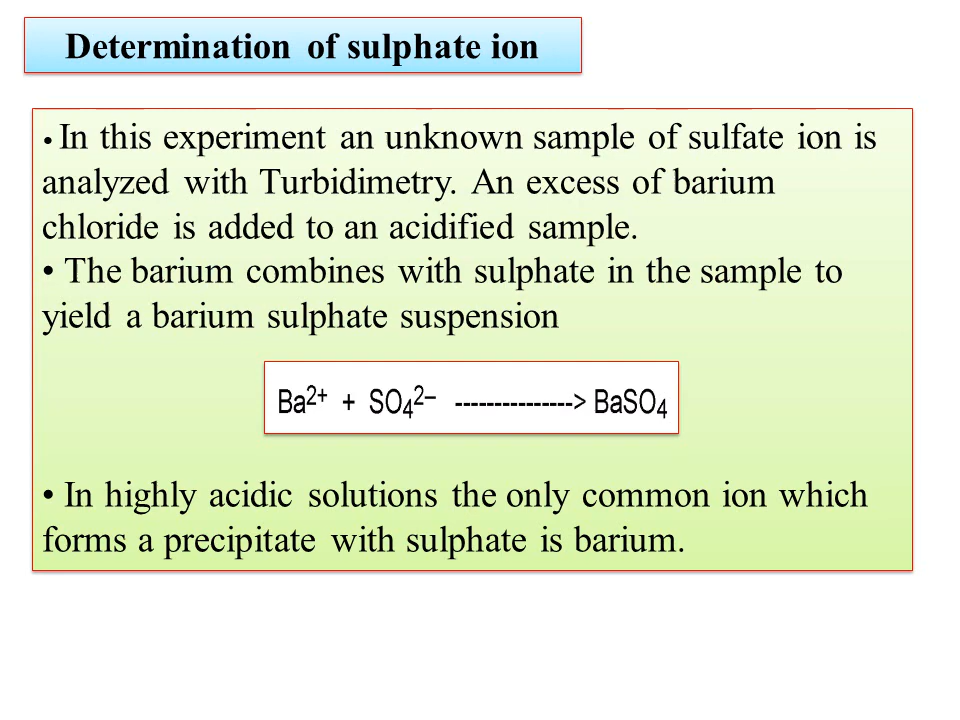 Determination of sulphate ion
• In this experiment an unknown sample of sulfate ion is
analyzed with Turbidimetry. An excess of barium
chloride is added to an acidified sample.
• The barium combines with sulphate in the sample to
yield a barium sulphate suspension
Ba²⁺ + SO₄²⁻ ---------------> BaSO₄
• In highly acidic solutions the only common ion which
forms a precipitate with sulphate is barium.